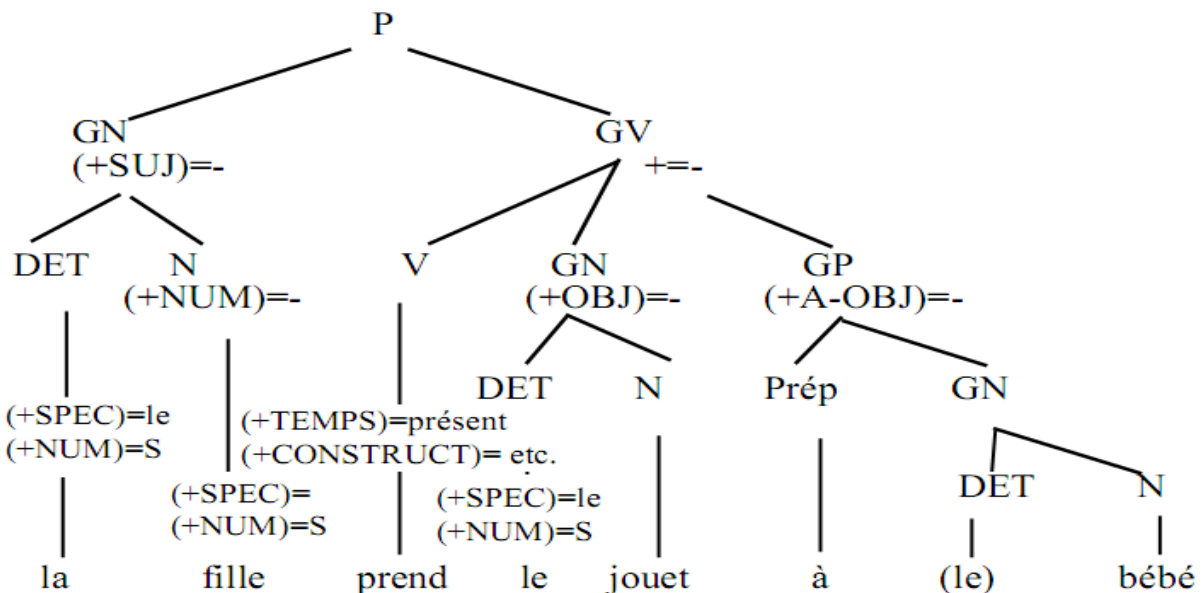 P
GN GV
(+SUJ)=- +=-
DET N V GN GP
(+NUM)=- (+OBJ)=- (+A-OBJ)=-
DET N Prép GN
(+SPEC)=le (+TEMPS)=présent
(+NUM)=S (+CONSTRUCT)= etc.
(+SPEC)= (+SPEC)=le DET N
(+NUM)=S (+NUM)=S
la fille prend le jouet à (le) bébé